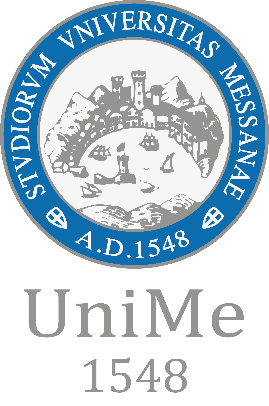 STVDIORVM VNIVERSITAS MESSANAE
A.D.1548
UniMe
1548